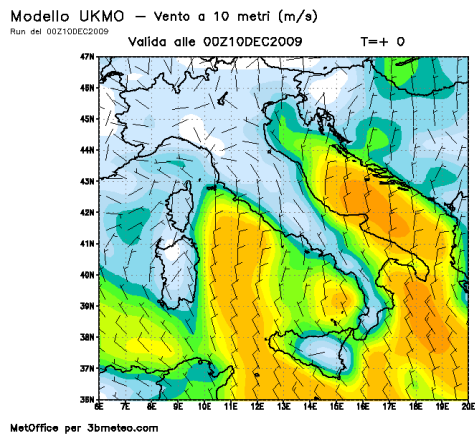 Modello UKMO – Vento a 10 metri (m/s)
Run del 00Z10DEC2009
Valida alle 00Z10DEC2009 T=+ 0
47N
46N
45N
44N
43N
42N
41N
40N
39N
38N
37N
36N
6E 7E 8E 9E 10E 11E 12E 13E 14E 15E 16E 17E 18E 19E 20E
MetOffice per 3bmeteo.com